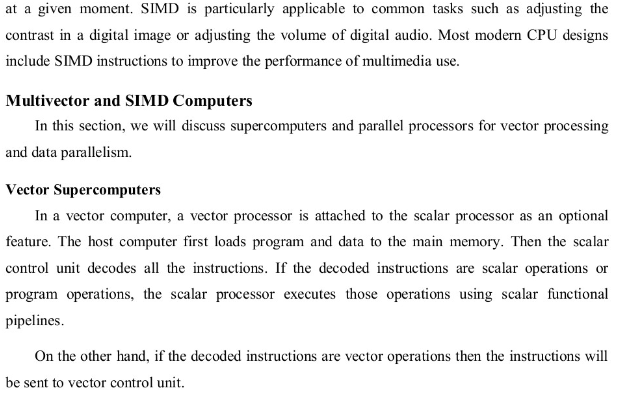 at a given moment. SIMD is particularly applicable to common tasks such as adjusting the
contrast in a digital image or adjusting the volume of digital audio. Most modern CPU designs
include SIMD instructions to improve the performance of multimedia use.
Multivector and SIMD Computers
In this section, we will discuss supercomputers and parallel processors for vector processing
and data parallelism.
Vector Supercomputers
In a vector computer, a vector processor is attached to the scalar processor as an optional
feature. The host computer first loads program and data to the main memory. Then the scalar
control unit decodes all the instructions. If the decoded instructions are scalar operations or
program operations, the scalar processor executes those operations using scalar functional
pipelines.
On the other hand, if the decoded instructions are vector operations then the instructions will
be sent to vector control unit.